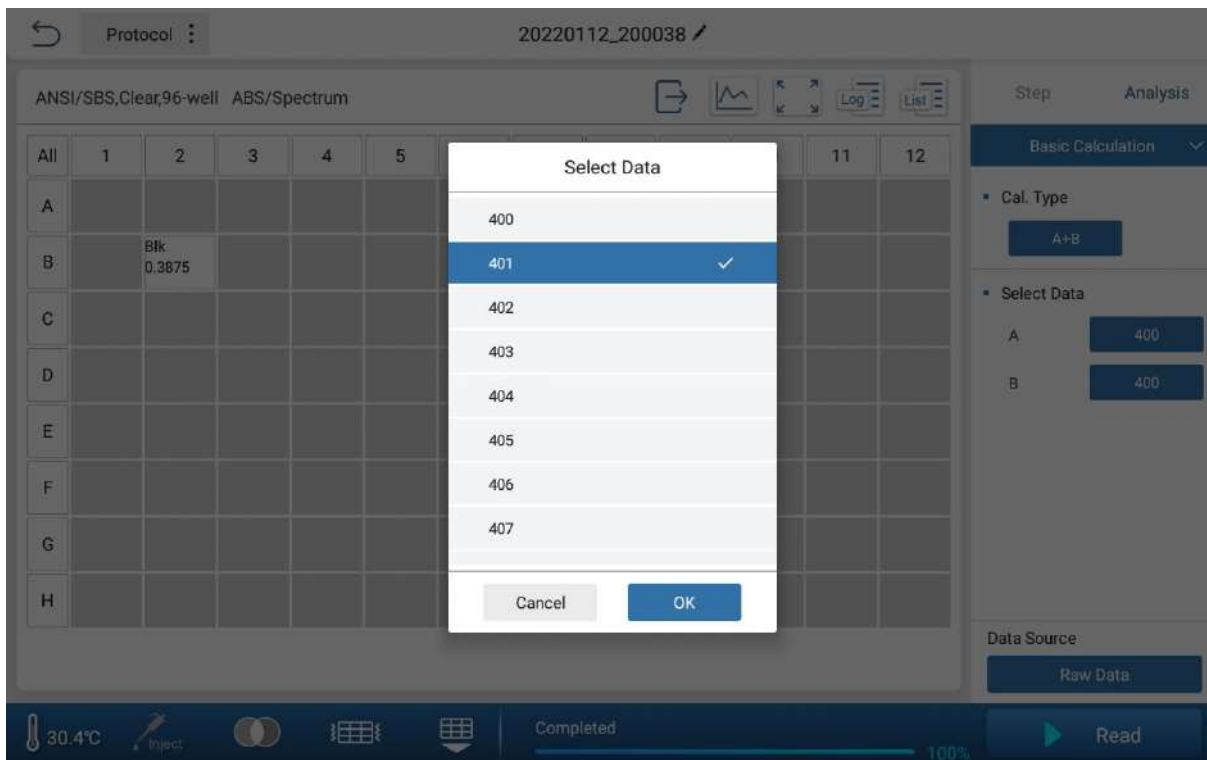 Protocol
20220112_200038
ANSI/SBS,Clear,96-well ABS/Spectrum
Log
List
Step
Analysis
All 1 2 3 4 5 11 12
A
B
C
D
E
F
G
H
Blk
0.3875
Select Data
400
401
402
403
404
405
406
407
Cancel
OK
Basic Calculation
Cal. Type
A+B
Select Data
A 400
B 400
Data Source
Raw Data
30.4°C
Inject
Completed
100%
Read